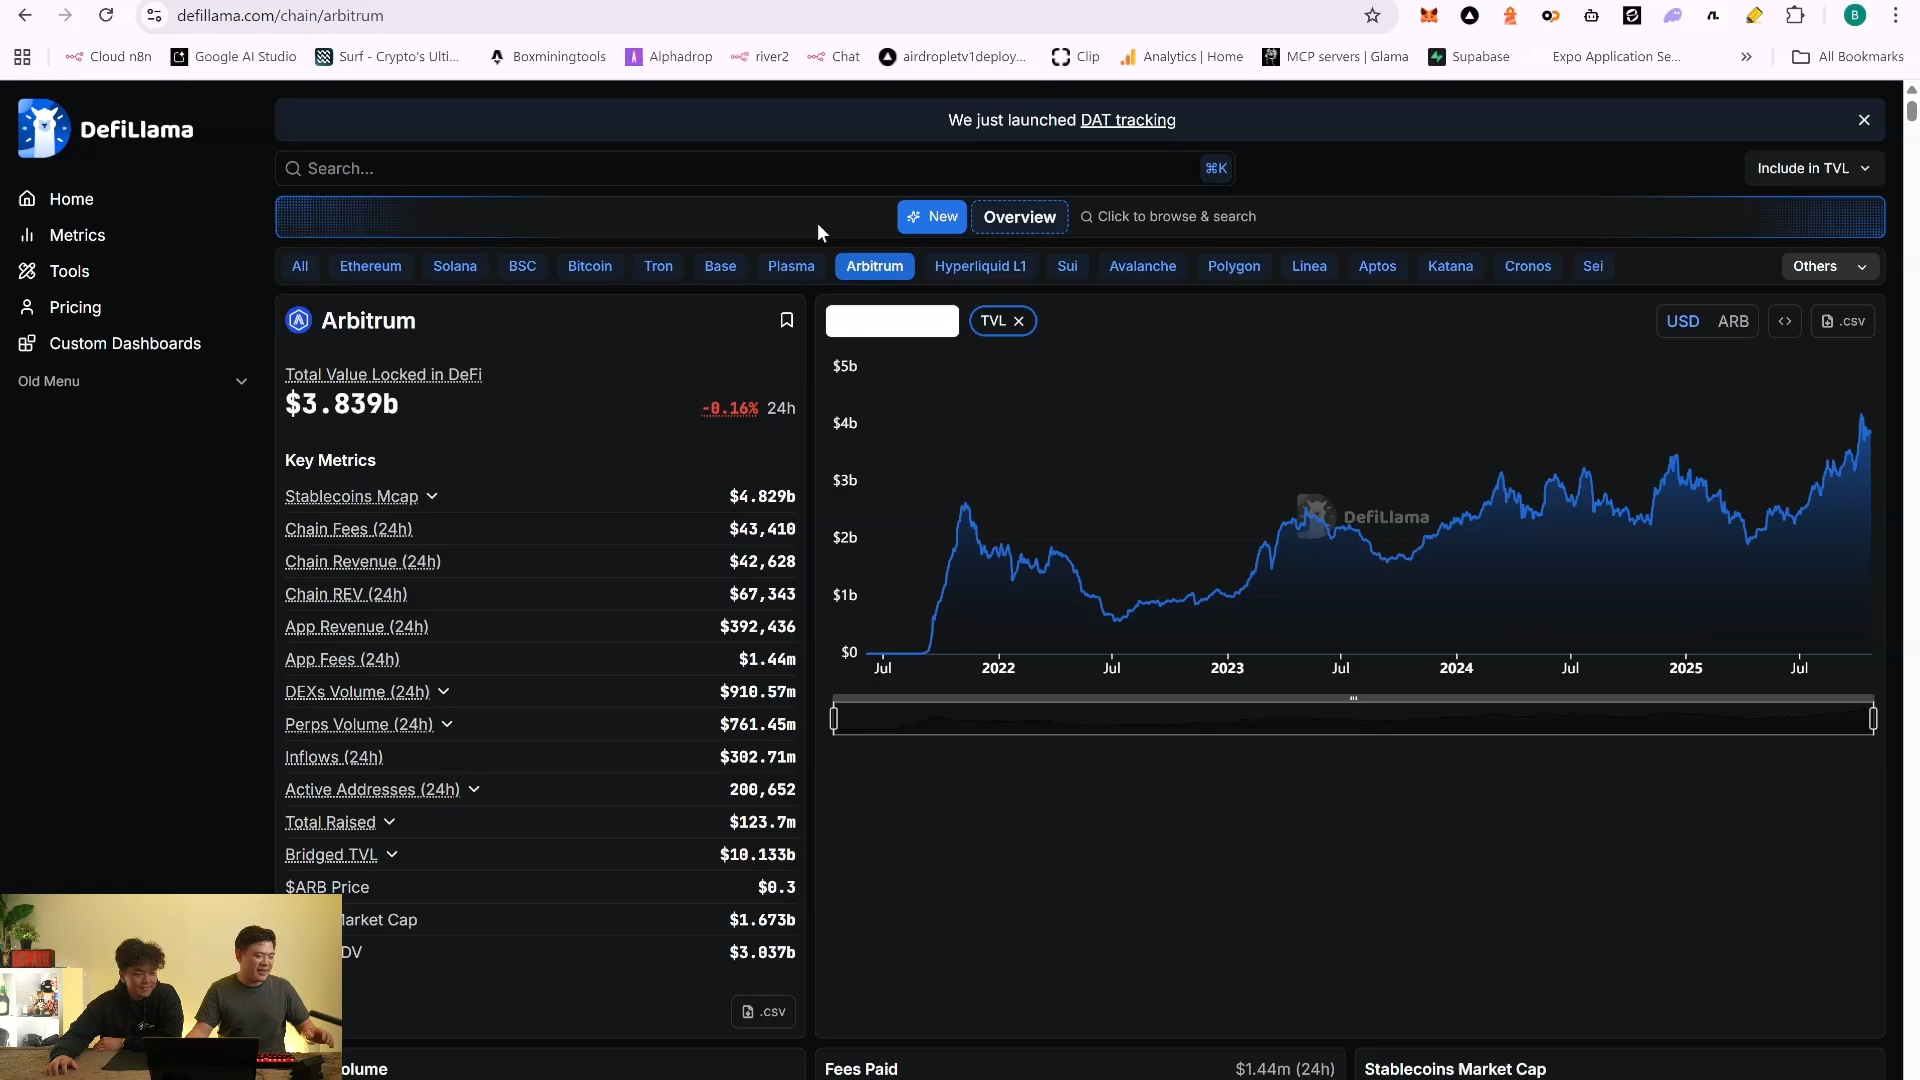 defillama.com/chain/arbitrum
B
Cloud n8n
Google AI Studio
Surf - Crypto's Ulti...
Boxminingtools
Alphadrop
river2
Chat
airdropletv1deploy...
Clip
Analytics | Home
MCP servers | Glama
Supabase
Expo Application Se...
All Bookmarks
DefiLlama
We just launched DAT tracking
Search...
⌘K
Include in TVL
Home
Metrics
Tools
Pricing
Custom Dashboards
Old Menu
New
Overview
Click to browse & search
All
Ethereum
Solana
BSC
Bitcoin
Tron
Base
Plasma
Arbitrum
Hyperliquid L1
Sui
Avalanche
Polygon
Linea
Aptos
Katana
Cronos
Sei
Others
Arbitrum
Total Value Locked in DeFi
$3.839b
-0.16% 24h
Key Metrics
Stablecoins Mcap $4.829b
Chain Fees (24h) $43,410
Chain Revenue (24h) $42,628
Chain REV (24h) $67,343
App Revenue (24h) $392,436
App Fees (24h) $1.44m
DEXs Volume (24h) $910.57m
Perps Volume (24h) $761.45m
Inflows (24h) $302.71m
Active Addresses (24h) 200,652
Total Raised $123.7m
Bridged TVL $10.133b
$ARB Price $0.3
Market Cap $1.673b
DV $3.037b
.csv
TVL
USD
ARB
.csv
$5b
$4b
$3b
$2b
$1b
$0
DefiLlama
Jul
2022
Jul
2023
Jul
2024
Jul
2025
Jul
olume
Fees Paid
$1.44m (24h)
Stablecoins Market Cap